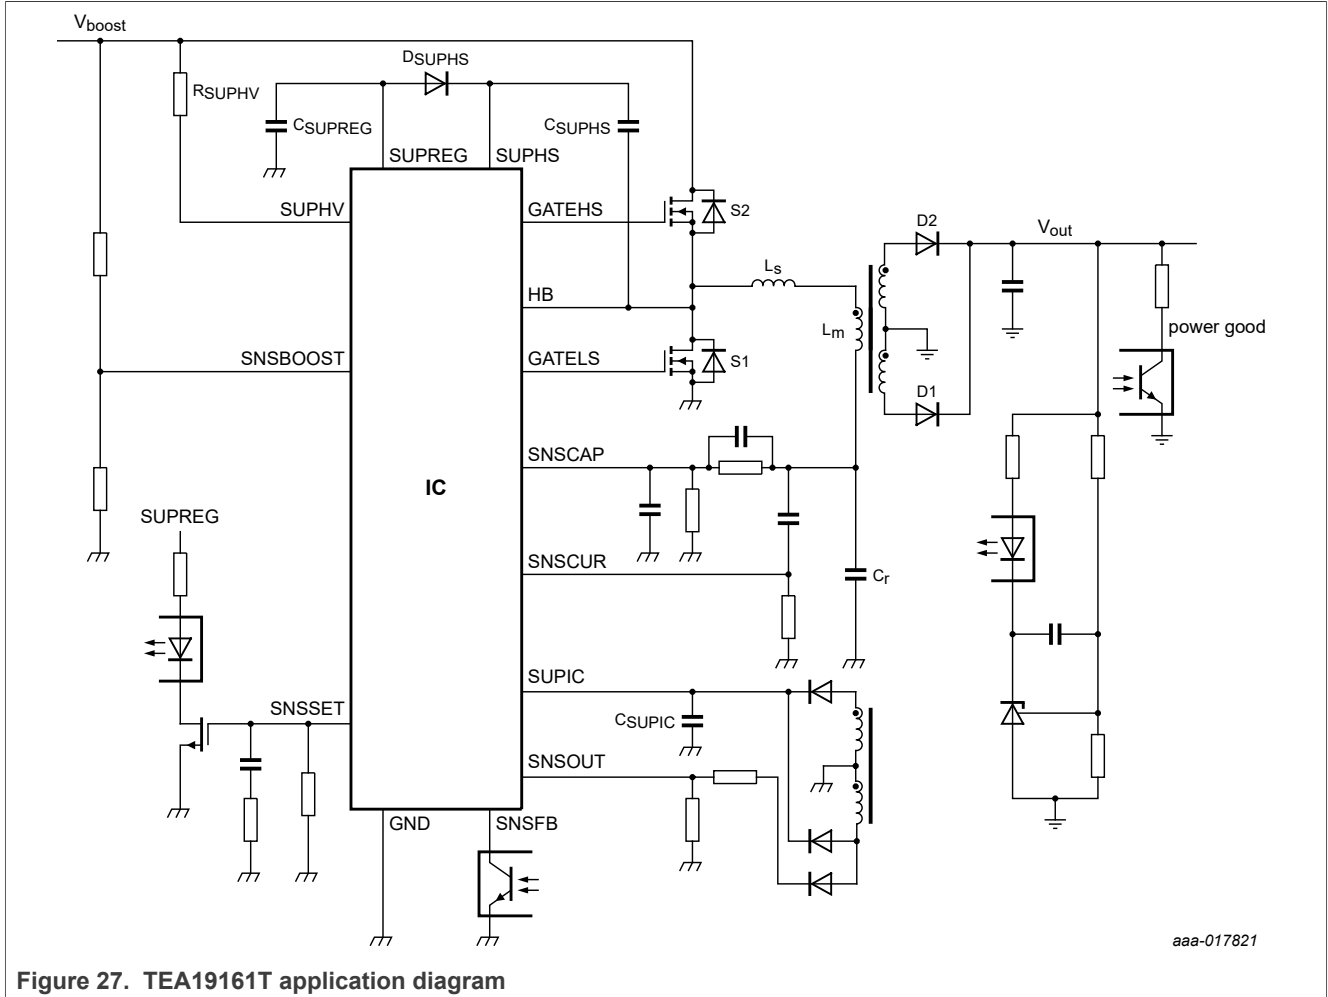 Vboost
DSUPHS
RSUPHV
CSUPREG
CSUPHS
SUPREG
SUPHS
SUPHV
GATEHS
S2
D2
Vout
Ls
HB
Lm
power good
SNSBOOST
GATELS
S1
D1
SNSCAP
IC
SUPREG
SNSCUR
Cr
SUPIC
SNSSET
CSUPIC
SNSOUT
GND
SNSFB
aaa-017821
Figure 27. TEA19161T application diagram